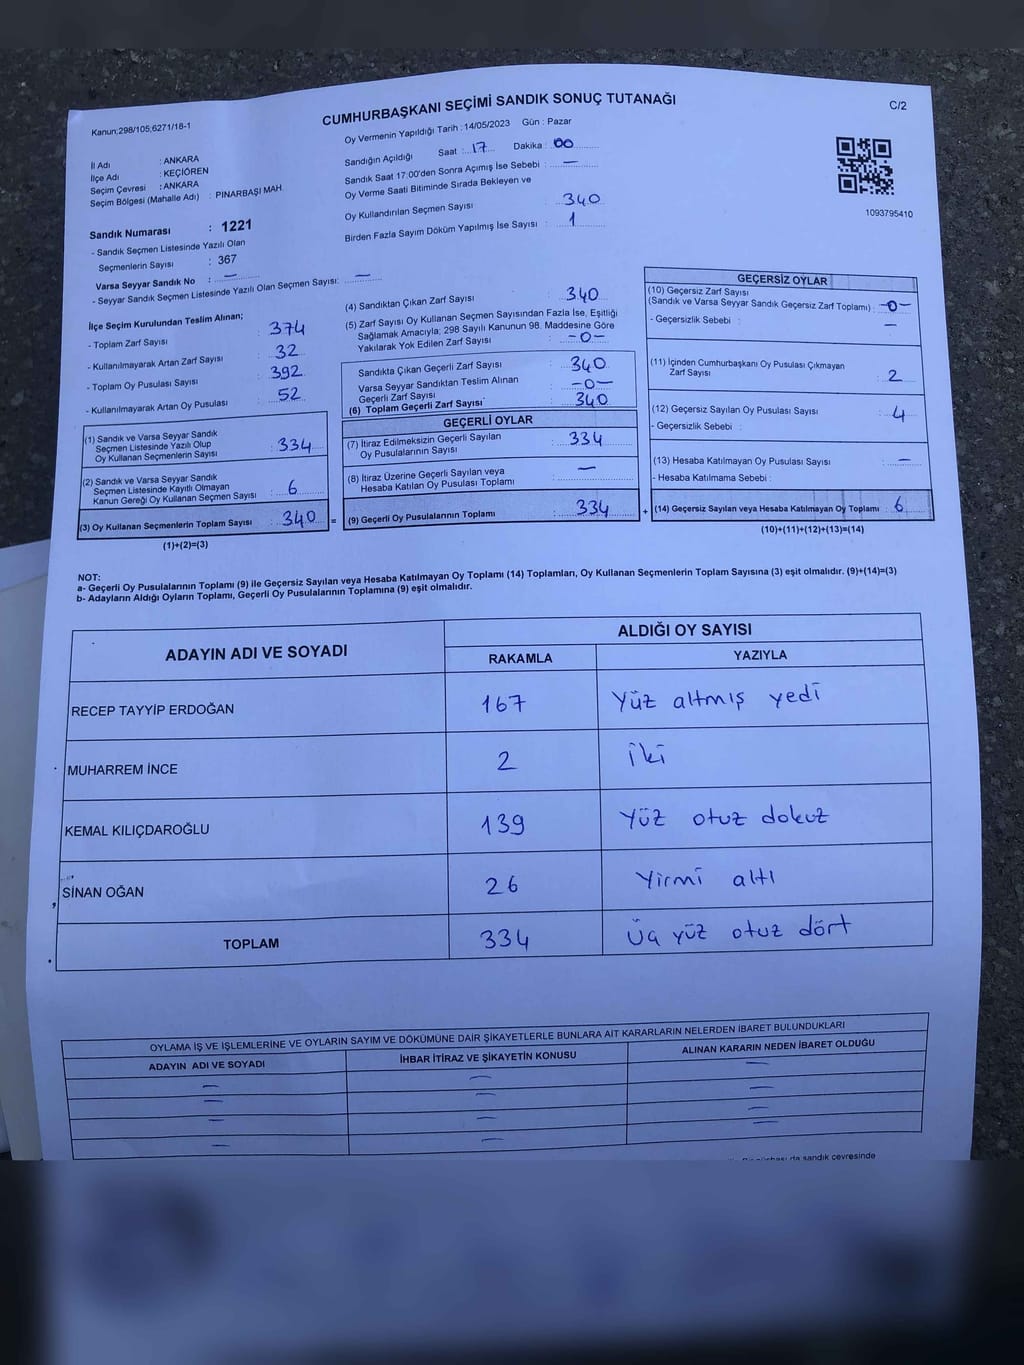 CUMHURBAŞKANI SEÇİMİ SANDIK SONUÇ TUTANAĞI
C/2
Kanun:298/105;6271/18-1
Oy Vermenin Yapıldığı Tarih : 14/05/2023 Gün : Pazar
İl Adı : ANKARA
İlçe Adı : KEÇİÖREN
Seçim Çevresi : ANKARA
Seçim Bölgesi (Mahalle Adı) : PINARBAŞI MAH.
Sandık Numarası : 1221
- Sandık Seçmen Listesinde Yazılı Olan
Seçmenlerin Sayısı : 367
Varsa Seyyar Sandık No : —
- Seyyar Sandık Seçmen Listesinde Yazılı Olan Seçmen Sayısı: —
Sandığın Açıldığı Saat : 17 Dakika : 00
Sandık Saat 17:00'den Sonra Açımış İse Sebebi : —
Oy Verme Saati Bitiminde Sırada Bekleyen ve
Oy Kullandırılan Seçmen Sayısı : 340
Birden Fazla Sayım Döküm Yapılmış İse Sayısı : 1
1093795410
İlçe Seçim Kurulundan Teslim Alınan;
- Toplam Zarf Sayısı : 374
- Kullanılmayarak Artan Zarf Sayısı : 32
- Toplam Oy Pusulası Sayısı : 392
- Kullanılmayarak Artan Oy Pusulası : 52
(1) Sandık ve Varsa Seyyar Sandık
Seçmen Listesinde Yazılı Olup
Oy Kullanan Seçmenlerin Sayısı : 334
(2) Sandık ve Varsa Seyyar Sandık
Seçmen Listesinde Kayıtlı Olmayan
Kanun Gereği Oy Kullanan Seçmen Sayısı : 6
(3) Oy Kullanan Seçmenlerin Toplam Sayısı : 340 =
(1)+(2)=(3)
(4) Sandıktan Çıkan Zarf Sayısı : 340
(5) Zarf Sayısı Oy Kullanan Seçmen Sayısından Fazla İse, Eşitliği
Sağlamak Amacıyla; 298 Sayılı Kanunun 98. Maddesine Göre
Yakılarak Yok Edilen Zarf Sayısı : -0-
Sandıkta Çıkan Geçerli Zarf Sayısı : 340
Varsa Seyyar Sandıktan Teslim Alınan
Geçerli Zarf Sayısı : -0-
(6) Toplam Geçerli Zarf Sayısı : 340
GEÇERLİ OYLAR
(7) İtiraz Edilmeksizin Geçerli Sayılan
Oy Pusulalarının Sayısı : 334
(8) İtiraz Üzerine Geçerli Sayılan veya
Hesaba Katılan Oy Pusulası Toplamı : —
(9) Geçerli Oy Pusulalarının Toplamı : 334 +
GEÇERSİZ OYLAR
(10) Geçersiz Zarf Sayısı
(Sandık ve Varsa Seyyar Sandık Geçersiz Zarf Toplamı) : -0-
- Geçersizlik Sebebi : —
(11) İçinden Cumhurbaşkanı Oy Pusulası Çıkmayan
Zarf Sayısı : 2
(12) Geçersiz Sayılan Oy Pusulası Sayısı : 4
- Geçersizlik Sebebi :
(13) Hesaba Katılmayan Oy Pusulası Sayısı : —
- Hesaba Katılmama Sebebi :
(14) Geçersiz Sayılan veya Hesaba Katılmayan Oy Toplamı : 6
(10)+(11)+(12)+(13)=(14)
NOT:
a- Geçerli Oy Pusulalarının Toplamı (9) ile Geçersiz Sayılan veya Hesaba Katılmayan Oy Toplamı (14) Toplamları, Oy Kullanan Seçmenlerin Toplam Sayısına (3) eşit olmalıdır. (9)+(14)=(3)
b- Adayların Aldığı Oyların Toplamı, Geçerli Oy Pusulalarının Toplamına (9) eşit olmalıdır.
ADAYIN ADI VE SOYADI
ALDIĞI OY SAYISI
RAKAMLA YAZIYLA
RECEP TAYYİP ERDOĞAN 167 Yüz altmış yedi
MUHARREM İNCE 2 iki
KEMAL KILIÇDAROĞLU 139 Yüz otuz dokuz
SİNAN OĞAN 26 Yirmi altı
TOPLAM 334 Üç yüz otuz dört
OYLAMA İŞ VE İŞLEMLERİNE VE OYLARIN SAYIM VE DÖKÜMÜNE DAİR ŞİKAYETLERLE BUNLARA AİT KARARLARIN NELERDEN İBARET BULUNDUKLARI
ADAYIN ADI VE SOYADI İHBAR İTİRAZ VE ŞİKAYETİN KONUSU ALINAN KARARIN NEDEN İBARET OLDUĞU
— — —
— — —
— — —
— — —
da sandık çevresinde